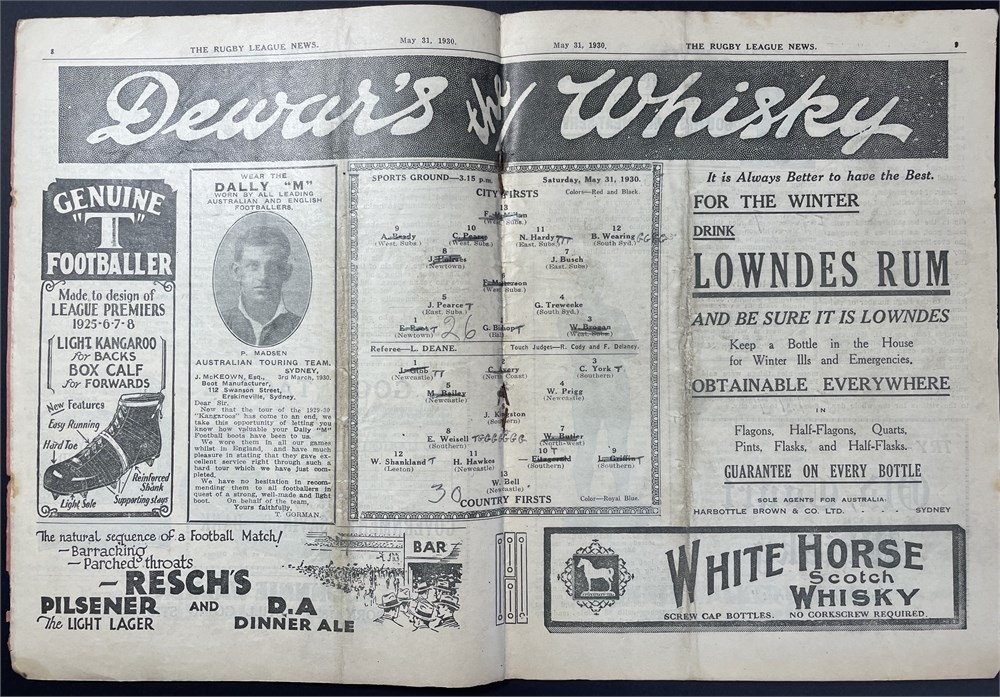 8
THE RUGBY LEAGUE NEWS.
May 31, 1930.
May 31, 1930.
THE RUGBY LEAGUE NEWS.
9
Dewar's the Whisky
GENUINE
"T"
FOOTBALLER
Made to design of
LEAGUE PREMIERS
1925-6-7-8
LIGHT KANGAROO
for BACKS
BOX CALF
for FORWARDS
New Features
Easy Running
Hard Toe
Reinforced
Shank
Light Sole
Supporting Stays
WEAR THE
DALLY "M"
WORN BY ALL LEADING
AUSTRALIAN AND ENGLISH
FOOTBALLERS.
P. MADSEN
AUSTRALIAN TOURING TEAM.
SYDNEY,
J. McKEOWN, Esq., 3rd March, 1930.
Boot Manufacturer,
112 Swanson Street,
Erskineville, Sydney.
Dear Sir,
Now that the tour of the 1929-30
"Kangaroos" has come to an end, we
take this opportunity of letting you
know how valuable your Dally "M"
Football boots have been to us.
We wore them in all our games
whilst in England, and have much
pleasure in stating that they gave ex-
cellent service right through such a
hard tour which we have just com-
pleted.
We have no hesitation in recom-
mending them to all footballers in
quest of a strong, well-made and light
boot. On behalf of the team,
Yours faithfully,
T. GORMAN.
SPORTS GROUND—3.15 p.m. Saturday, May 31, 1930.
CITY FIRSTS
Colors—Red and Black.
13
(West. Subs.)
9 10 11 12
A. Brady C. Pearce N. Hardy TT B. Wearing GGGG
(West. Subs.) (West. Subs.) (East. Subs.) (South Syd.)
8 7
J. Holmes J. Busch
(Newtown) (East. Subs.)
(West Subs.)
5 4
J. Pearce T G. Treweeke
(East. Subs.) (South Syd.)
1 3
26 G. Bishop T W. Brogan
(Newtown) (West. Subs.)
Referee—L. DEANE. Touch Judges—R. Cody and F. Delaney.
1 2 3
TT C. York T
(Newcastle) (North Coast) (Southern)
5 4
M. Bailey W. Prigg
(Newcastle) (Newcastle)
J. Kingston
(Southern)
8 7
E. Weisell W. Butler
(Southern) (North-west)
12 11 10 9
W. Shankland T H. Hawkes Fitzgerald T L. Griffin
(Leeton) (Newcastle) (Southern) (Southern)
13
W. Bell
(Newcastle)
30
COUNTRY FIRSTS
Color—Royal Blue.
It is Always Better to have the Best.
FOR THE WINTER
DRINK
LOWNDES RUM
AND BE SURE IT IS LOWNDES
Keep a Bottle in the House
for Winter Ills and Emergencies.
OBTAINABLE EVERYWHERE
IN
Flagons, Half-Flagons, Quarts,
Pints, Flasks, and Half-Flasks.
GUARANTEE ON EVERY BOTTLE
SOLE AGENTS FOR AUSTRALIA:
HARBOTTLE BROWN & CO. LTD. SYDNEY
The natural sequence of a Football Match!
—Barracking
—Parched throats
—RESCH'S
PILSENER AND D.A
The LIGHT LAGER DINNER ALE
BAR
WHITE HORSE
Scotch
WHISKY
SCREW CAP BOTTLES. NO CORKSCREW REQUIRED.